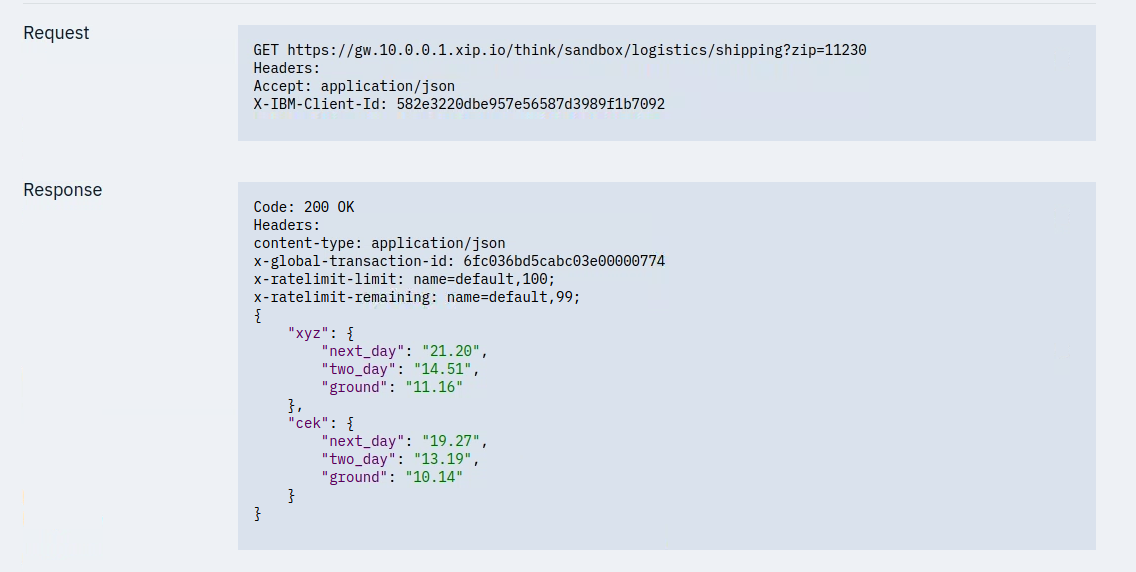 Request
GET https://gw.10.0.0.1.xip.io/think/sandbox/logistics/shipping?zip=11230
Headers:
Accept: application/json
X-IBM-Client-Id: 582e3220dbe957e56587d3989f1b7092
Response
Code: 200 OK
Headers:
content-type: application/json
x-global-transaction-id: 6fc036bd5cabc03e00000774
x-ratelimit-limit: name=default,100;
x-ratelimit-remaining: name=default,99;
{
    "xyz": {
        "next_day": "21.20",
        "two_day": "14.51",
        "ground": "11.16"
    },
    "cek": {
        "next_day": "19.27",
        "two_day": "13.19",
        "ground": "10.14"
    }
}